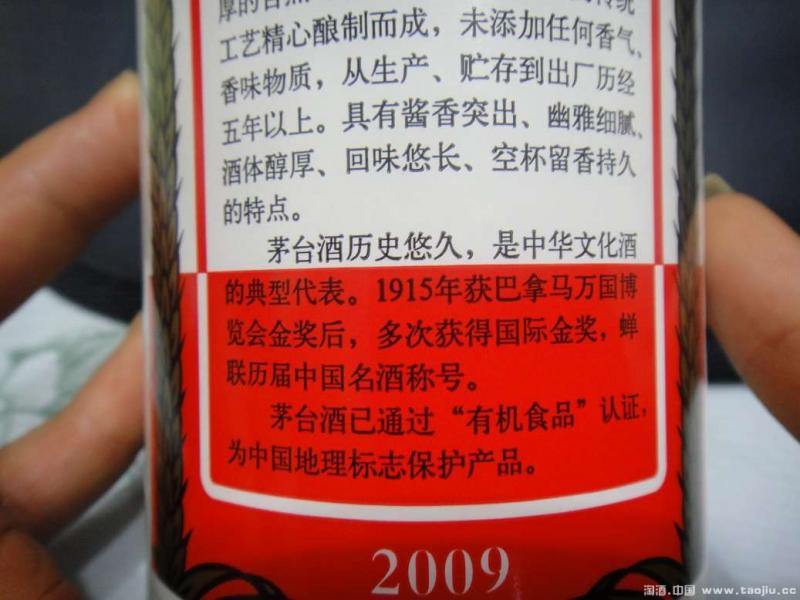 厚的自然
传统
工艺精心酿制而成，未添加任何香气、
香味物质，从生产、贮存到出厂历经
五年以上。具有酱香突出、幽雅细腻、
酒体醇厚、回味悠长、空杯留香持久
的特点。
茅台酒历史悠久，是中华文化酒
的典型代表。1915年获巴拿马万国博
览会金奖后，多次获得国际金奖，蝉
联历届中国名酒称号。
茅台酒已通过“有机食品”认证，
为中国地理标志保护产品。
2009
淘酒.中国 www.taojiu.cc